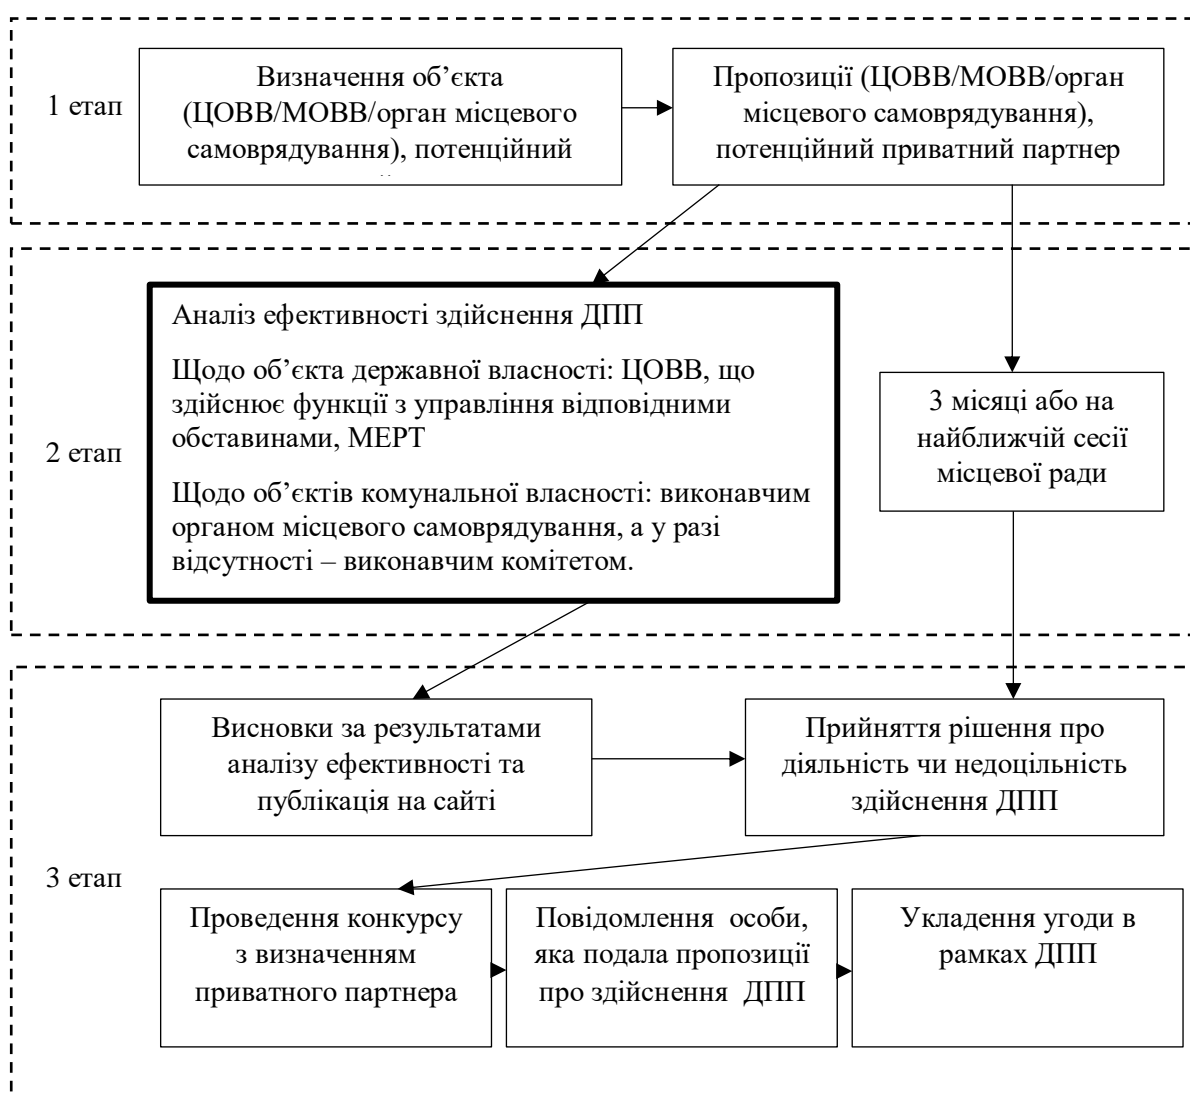 1 етап
Визначення об’єкта
(ЦОВВ/МОВВ/орган місцевого
самоврядування), потенційний
Пропозиції (ЦОВВ/МОВВ/орган
місцевого самоврядування),
потенційний приватний партнер
2 етап
Аналіз ефективності здійснення ДПП
Щодо об’єкта державної власності: ЦОВВ, що
здійснює функції з управління відповідними
обставинами, МЕРТ
Щодо об’єктів комунальної власності: виконавчим
органом місцевого самоврядування, а у разі
відсутності – виконавчим комітетом.
3 місяці або на
найближчій сесії
місцевої ради
3 етап
Висновки за результатами
аналізу ефективності та
публікація на сайті
Прийняття рішення про
діяльність чи недоцільність
здійснення ДПП
Проведення конкурсу
з визначенням
приватного партнера
Повідомлення особи,
яка подала пропозиції
про здійснення ДПП
Укладення угоди в
рамках ДПП